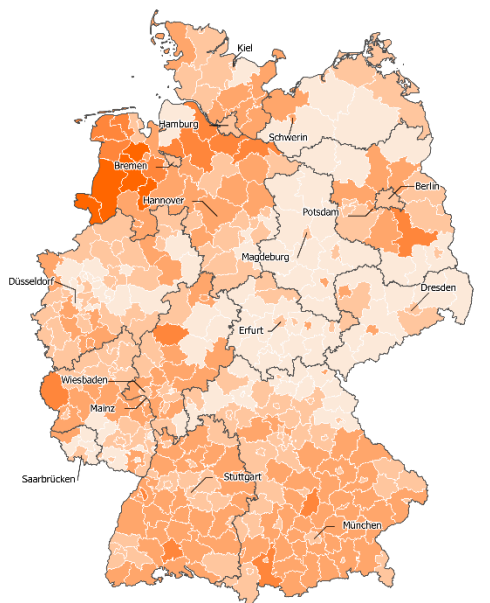 Kiel
Hamburg
Schwerin
Bremen
Berlin
Hannover
Potsdam
Magdeburg
Düsseldorf
Dresden
Erfurt
Wiesbaden
Mainz
Saarbrücken
Stuttgart
München